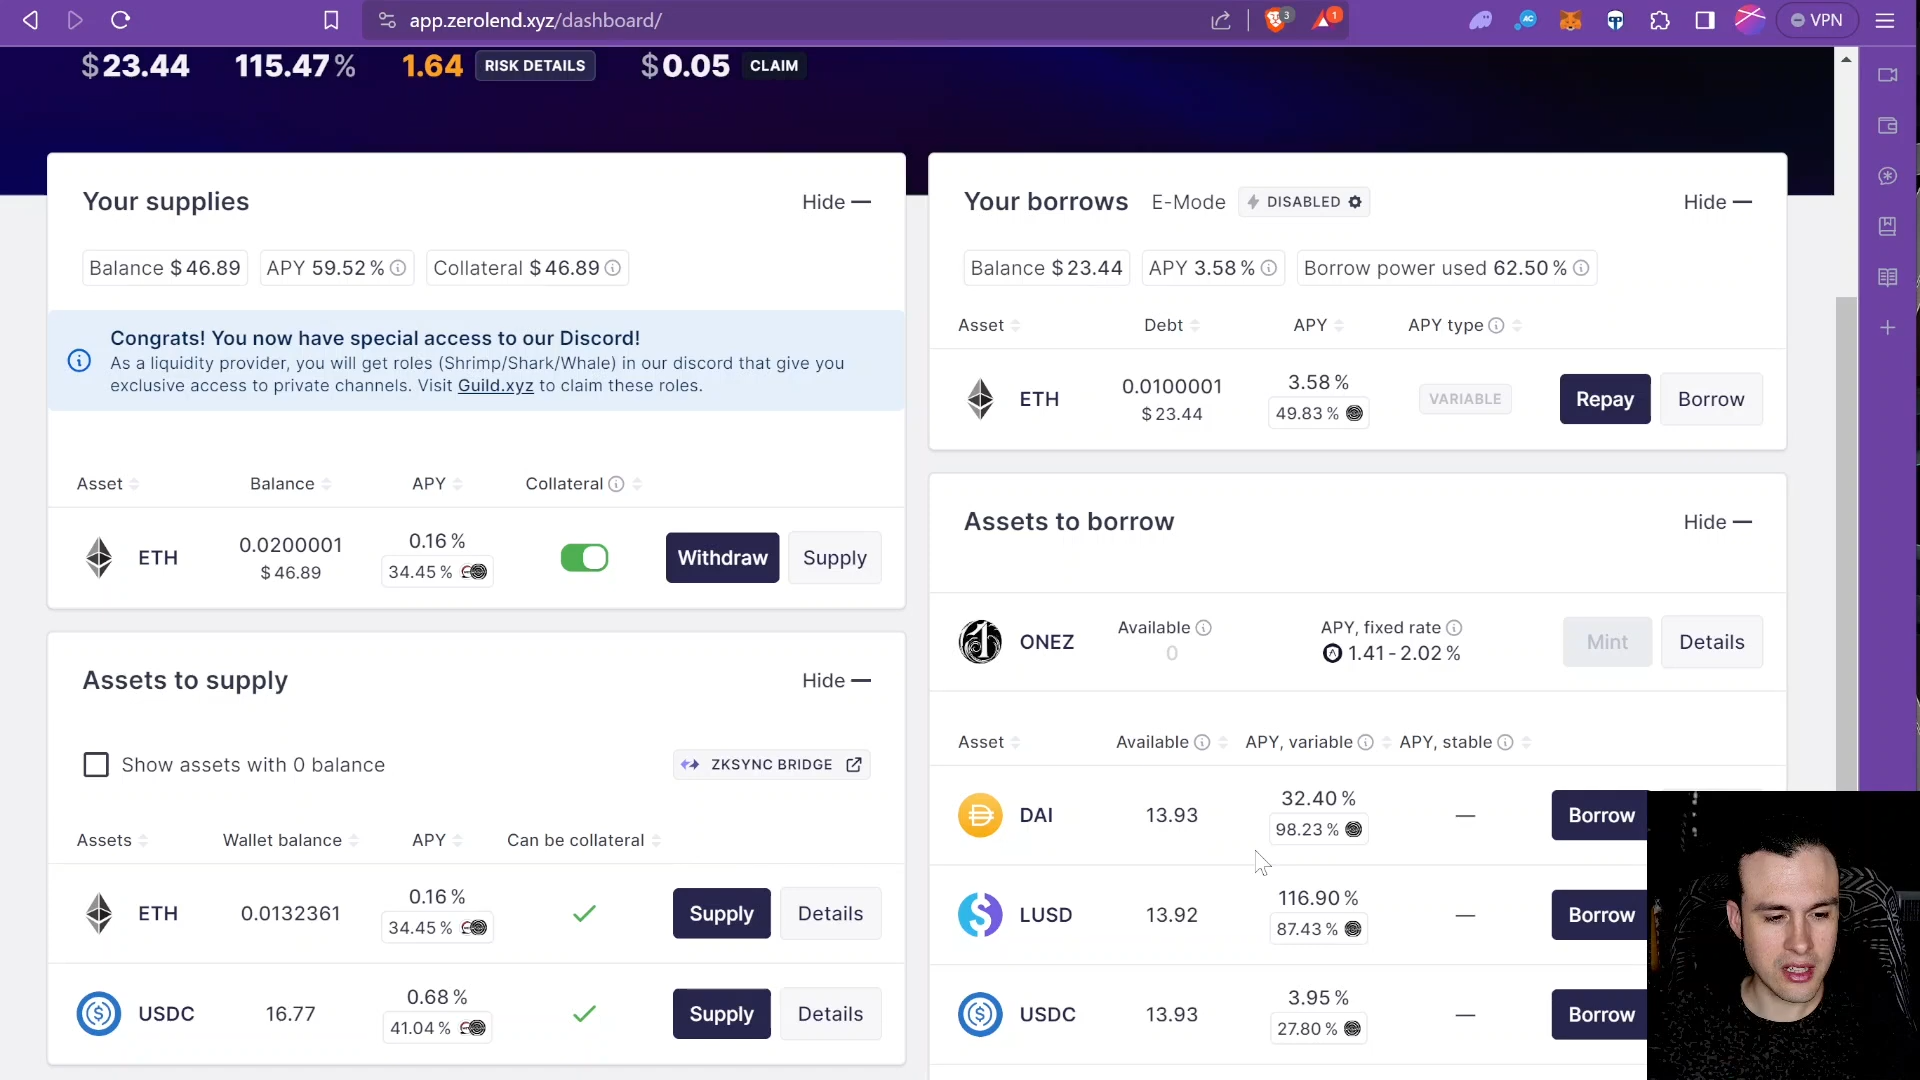 app.zerolend.xyz/dashboard/
3
1
AC
VPN
$23.44 115.47% 1.64 RISK DETAILS $0.05 CLAIM
Your supplies
Hide
Balance $46.89 APY 59.52% Collateral $46.89
Congrats! You now have special access to our Discord!
As a liquidity provider, you will get roles (Shrimp/Shark/Whale) in our discord that give you
exclusive access to private channels. Visit Guild.xyz to claim these roles.
Asset Balance APY Collateral
ETH 0.0200001 0.16% Withdraw Supply
$46.89 34.45%
Assets to supply
Hide
Show assets with 0 balance ZKSYNC BRIDGE
Assets Wallet balance APY Can be collateral
ETH 0.0132361 0.16% Supply Details
34.45%
USDC 16.77 0.68% Supply Details
41.04%
Your borrows E-Mode DISABLED
Hide
Balance $23.44 APY 3.58% Borrow power used 62.50%
Asset Debt APY APY type
ETH 0.0100001 3.58% VARIABLE Repay Borrow
$23.44 49.83%
Assets to borrow
Hide
ONEZ Available APY, fixed rate Mint Details
0 1.41 - 2.02%
Asset Available APY, variable APY, stable
DAI 13.93 32.40% — Borrow
98.23%
LUSD 13.92 116.90% — Borrow
87.43%
USDC 13.93 3.95% — Borrow
27.80%